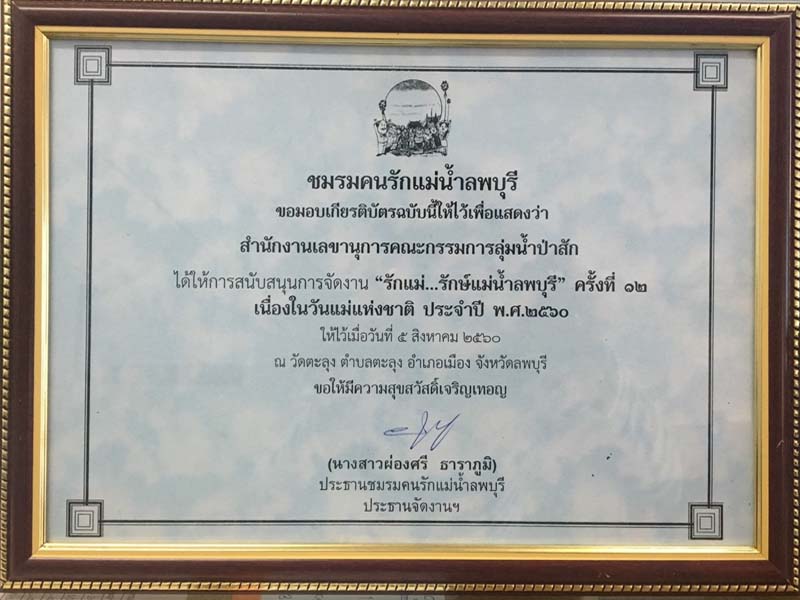 ชมรมคนรักแม่น้ำลพบุรี
ขอมอบเกียรติบัตรฉบับนี้ให้ไว้เพื่อแสดงว่า
สำนักงานเลขานุการคณะกรรมการลุ่มน้ำป่าสัก
ได้ให้การสนับสนุนการจัดงาน “รักแม่...รักษ์แม่น้ำลพบุรี” ครั้งที่ ๑๒
เนื่องในวันแม่แห่งชาติ ประจำปี พ.ศ.๒๕๖๐
ให้ไว้เมื่อวันที่ ๕ สิงหาคม ๒๕๖๐
ณ วัดตะลุง ตำบลตะลุง อำเภอเมือง จังหวัดลพบุรี
ขอให้มีความสุขสวัสดิ์เจริญเทอญ
(นางสาวผ่องศรี ธาราภูมิ)
ประธานชมรมคนรักแม่น้ำลพบุรี
ประธานจัดงานฯ